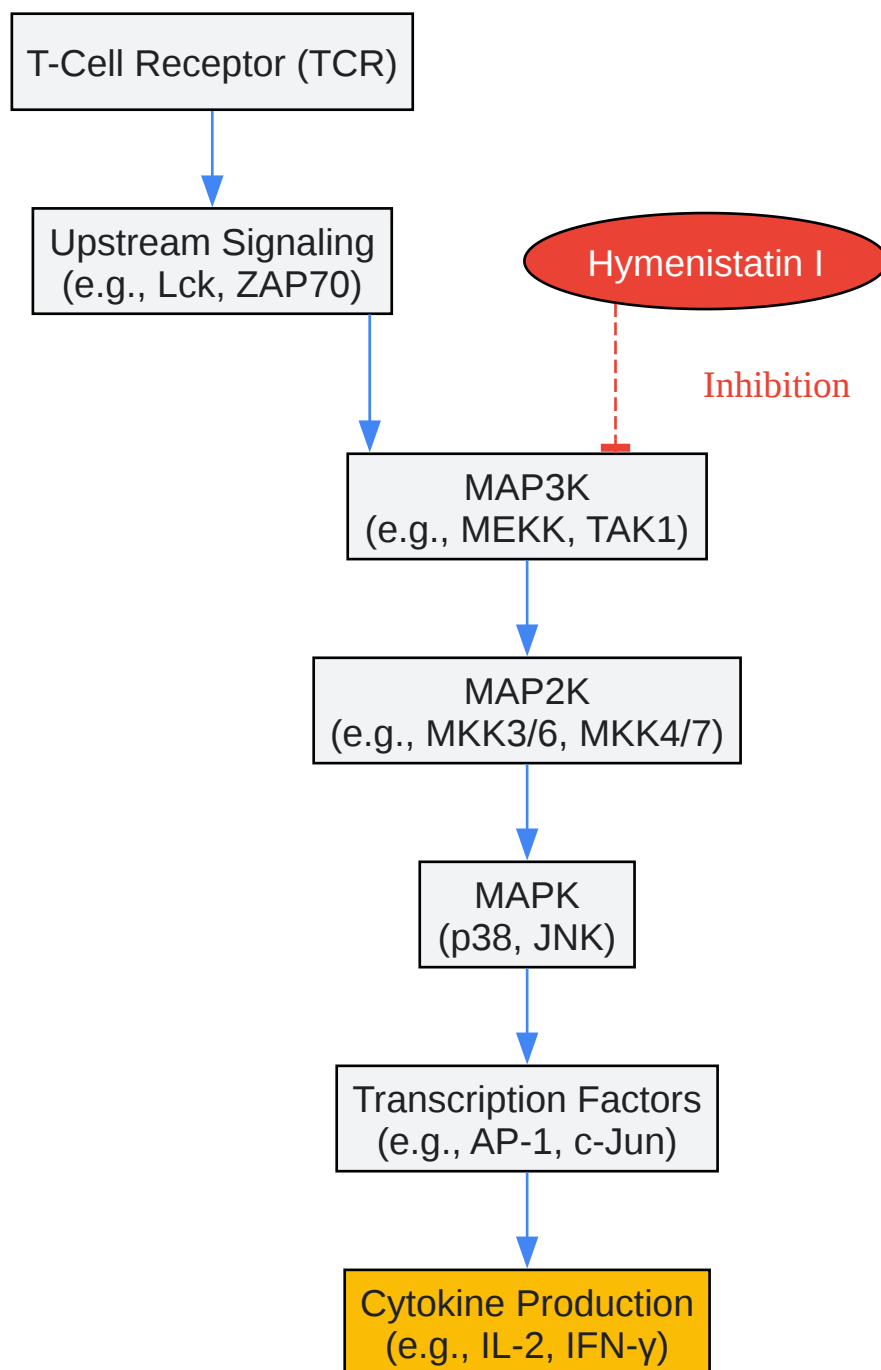 T-Cell Receptor (TCR)
Upstream Signaling
(e.g., Lck, ZAP70)
Hymenistatin I
Inhibition
MAP3K
(e.g., MEKK, TAK1)
MAP2K
(e.g., MKK3/6, MKK4/7)
MAPK
(p38, JNK)
Transcription Factors
(e.g., AP-1, c-Jun)
Cytokine Production
(e.g., IL-2, IFN-γ)